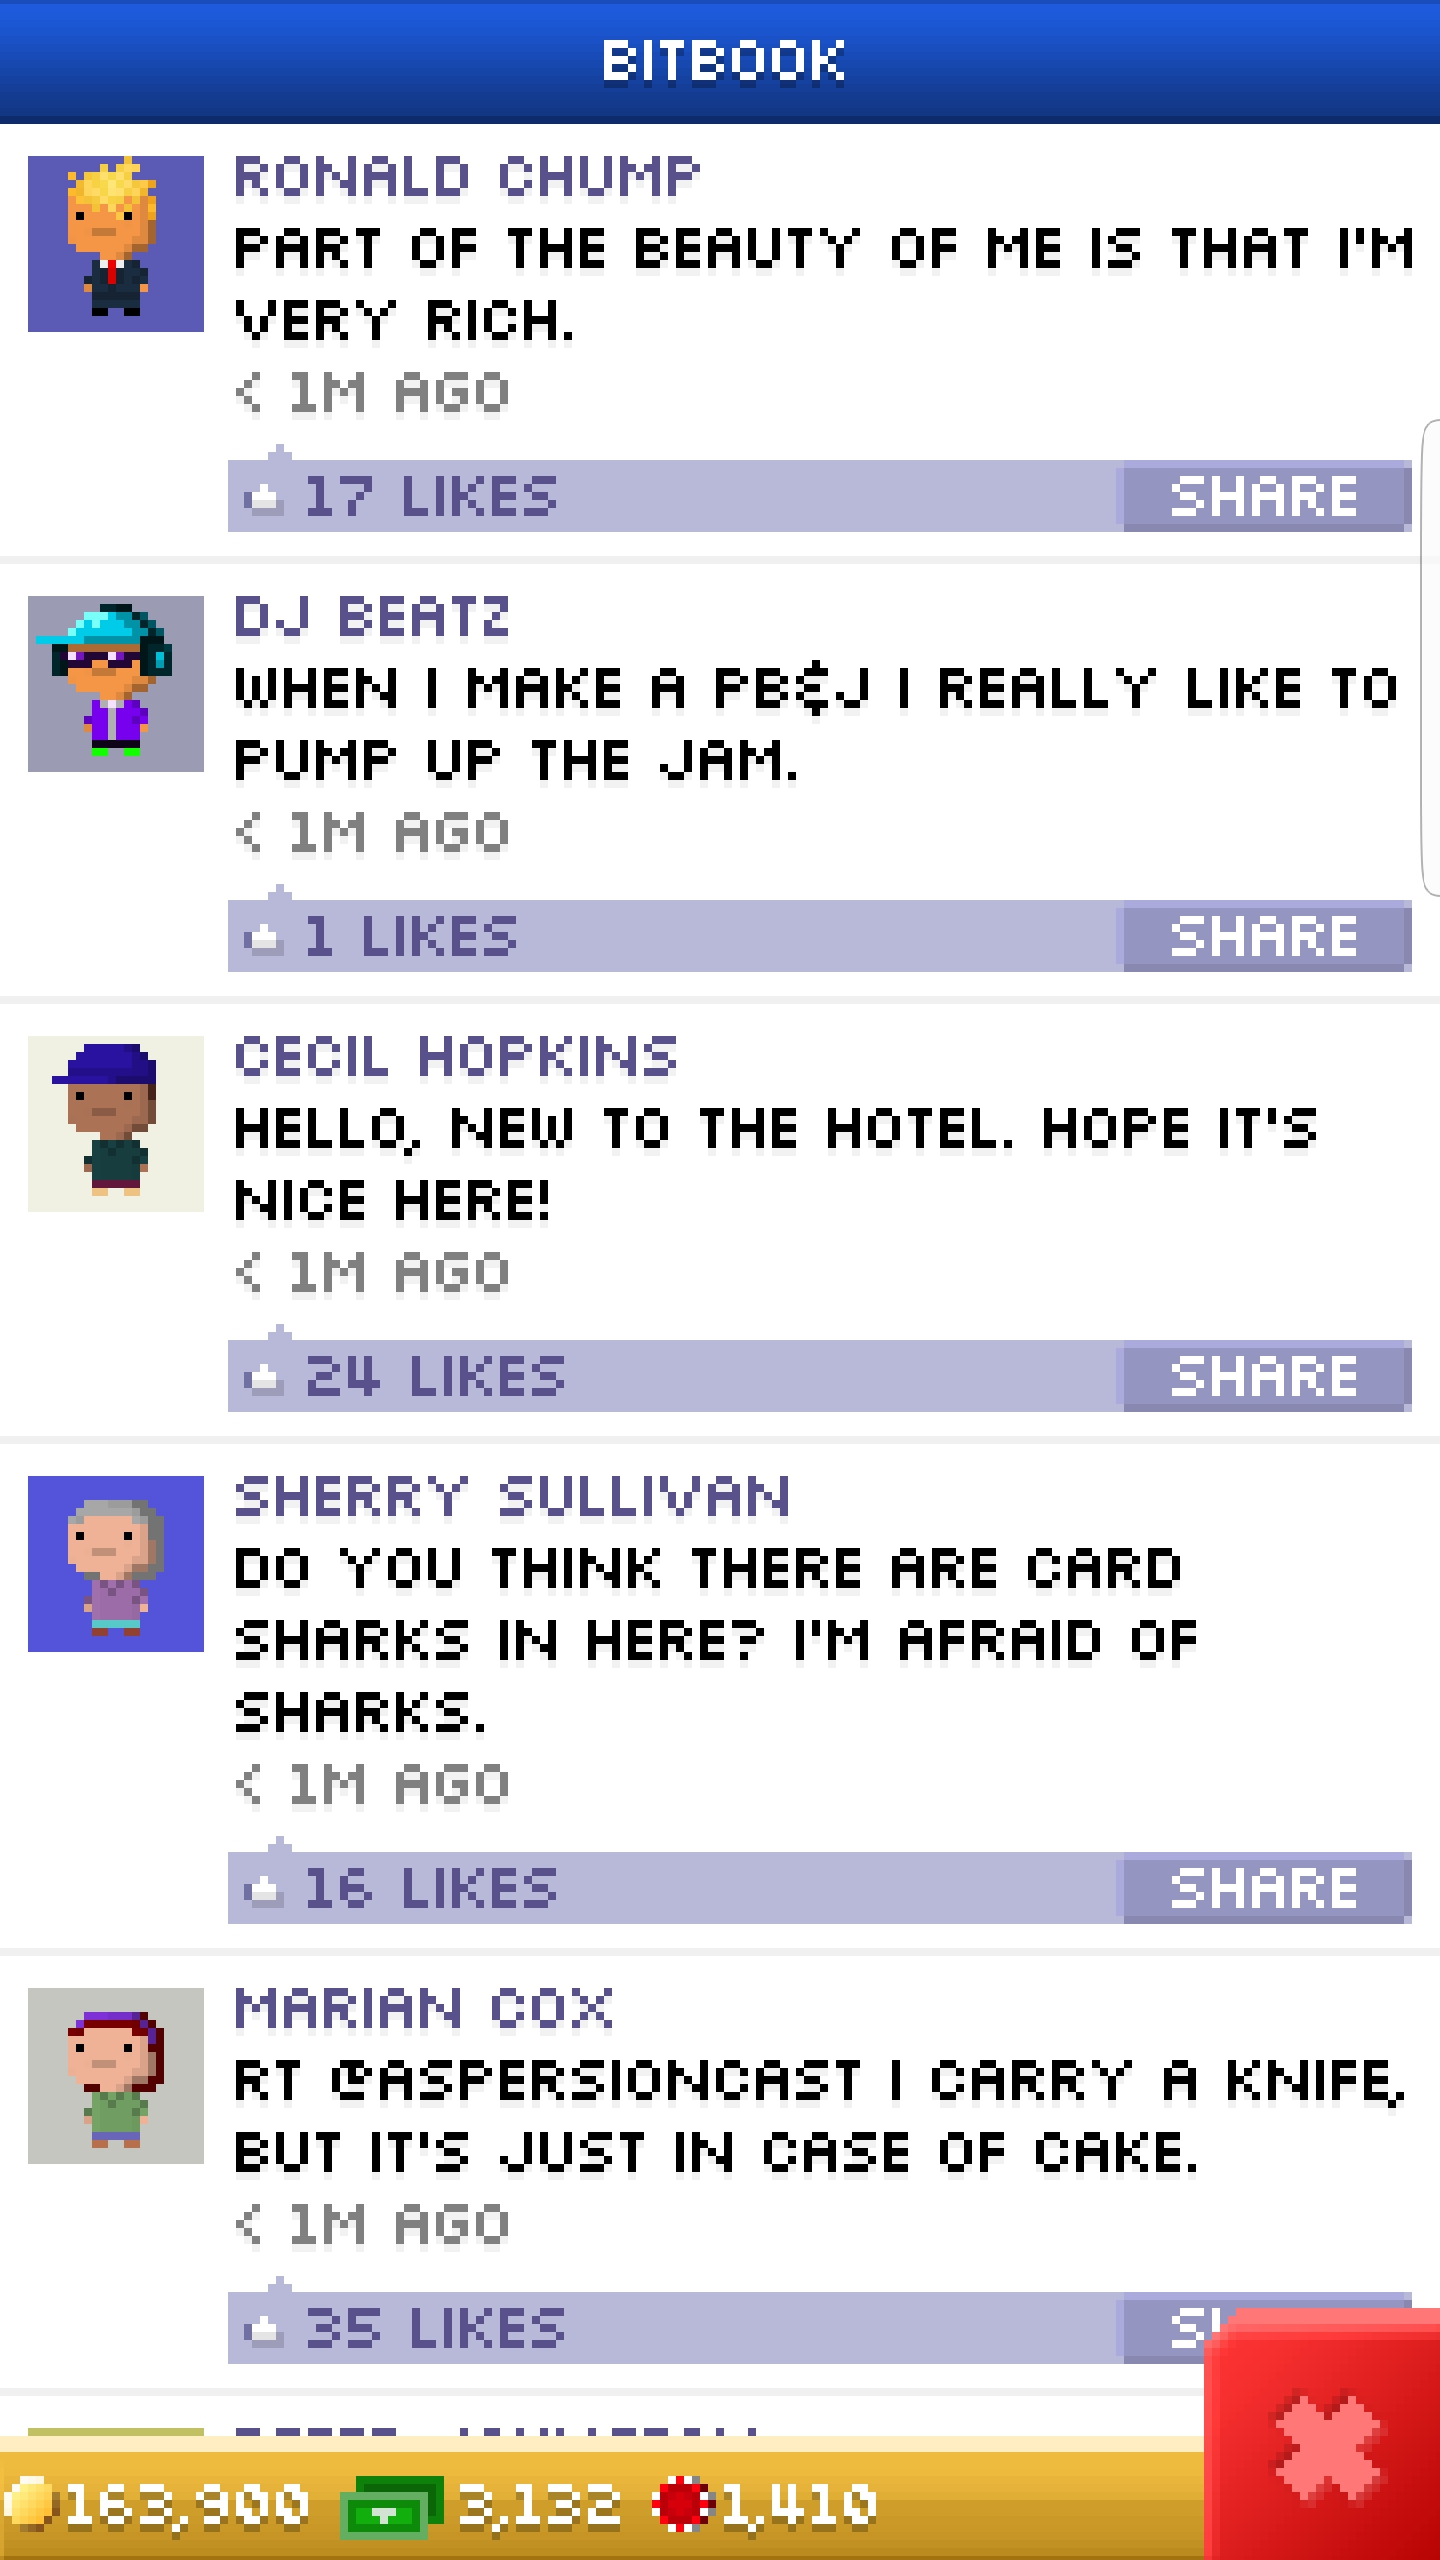 BITBOOK
RONALD CHUMP
PART OF THE BEAUTY OF ME IS THAT I'M
VERY RICH.
< 1M AGO
17 LIKES SHARE
DJ BEATZ
WHEN I MAKE A PB&J I REALLY LIKE TO
PUMP UP THE JAM.
< 1M AGO
1 LIKES SHARE
CECIL HOPKINS
HELLO, NEW TO THE HOTEL. HOPE IT'S
NICE HERE!
< 1M AGO
24 LIKES SHARE
SHERRY SULLIVAN
DO YOU THINK THERE ARE CARD
SHARKS IN HERE? I'M AFRAID OF
SHARKS.
< 1M AGO
16 LIKES SHARE
MARIAN COX
RT @ASPERSIONCAST I CARRY A KNIFE,
BUT IT'S JUST IN CASE OF CAKE.
< 1M AGO
35 LIKES
163,900 3,132 1,410